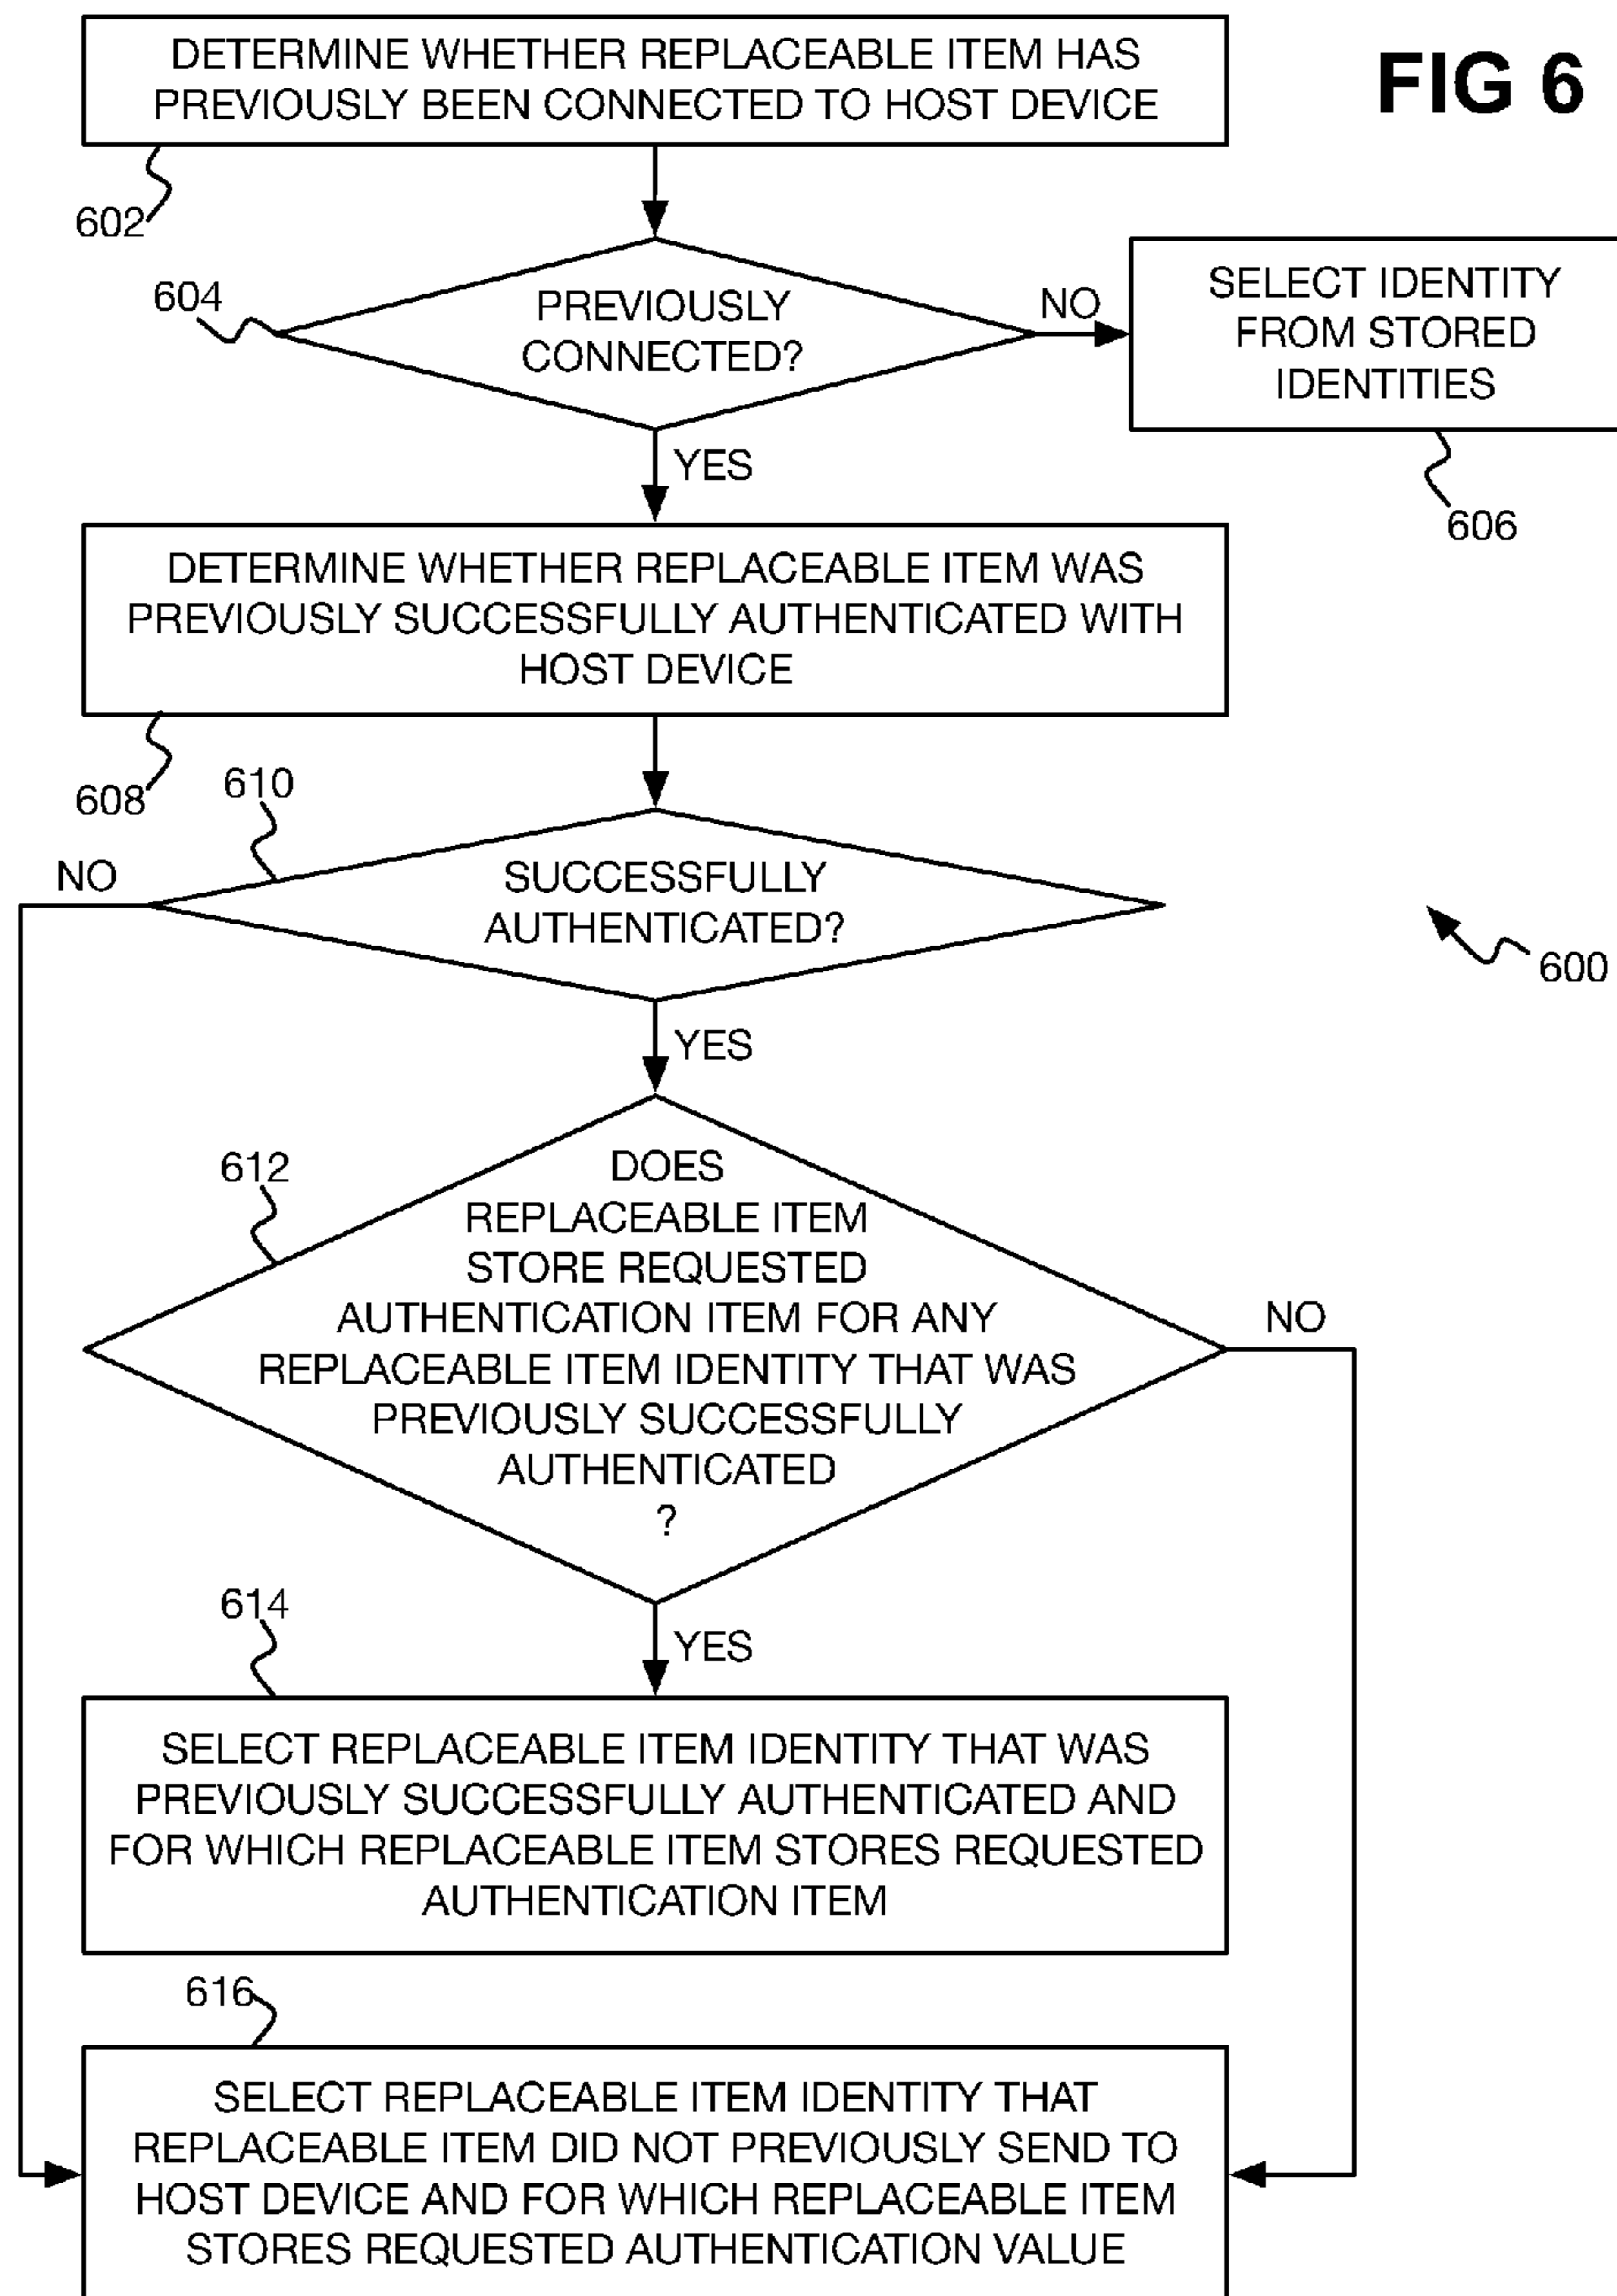 DETERMINE WHETHER REPLACEABLE ITEM HAS
PREVIOUSLY BEEN CONNECTED TO HOST DEVICE
FIG 6
602
604
PREVIOUSLY
CONNECTED?
NO
SELECT IDENTITY
FROM STORED
IDENTITIES
606
YES
DETERMINE WHETHER REPLACEABLE ITEM WAS
PREVIOUSLY SUCCESSFULLY AUTHENTICATED WITH
HOST DEVICE
608
610
NO
SUCCESSFULLY
AUTHENTICATED?
600
YES
612
DOES
REPLACEABLE ITEM
STORE REQUESTED
AUTHENTICATION ITEM FOR ANY
REPLACEABLE ITEM IDENTITY THAT WAS
PREVIOUSLY SUCCESSFULLY
AUTHENTICATED
?
NO
614
YES
SELECT REPLACEABLE ITEM IDENTITY THAT WAS
PREVIOUSLY SUCCESSFULLY AUTHENTICATED AND
FOR WHICH REPLACEABLE ITEM STORES REQUESTED
AUTHENTICATION ITEM
616
SELECT REPLACEABLE ITEM IDENTITY THAT
REPLACEABLE ITEM DID NOT PREVIOUSLY SEND TO
HOST DEVICE AND FOR WHICH REPLACEABLE ITEM
STORES REQUESTED AUTHENTICATION VALUE